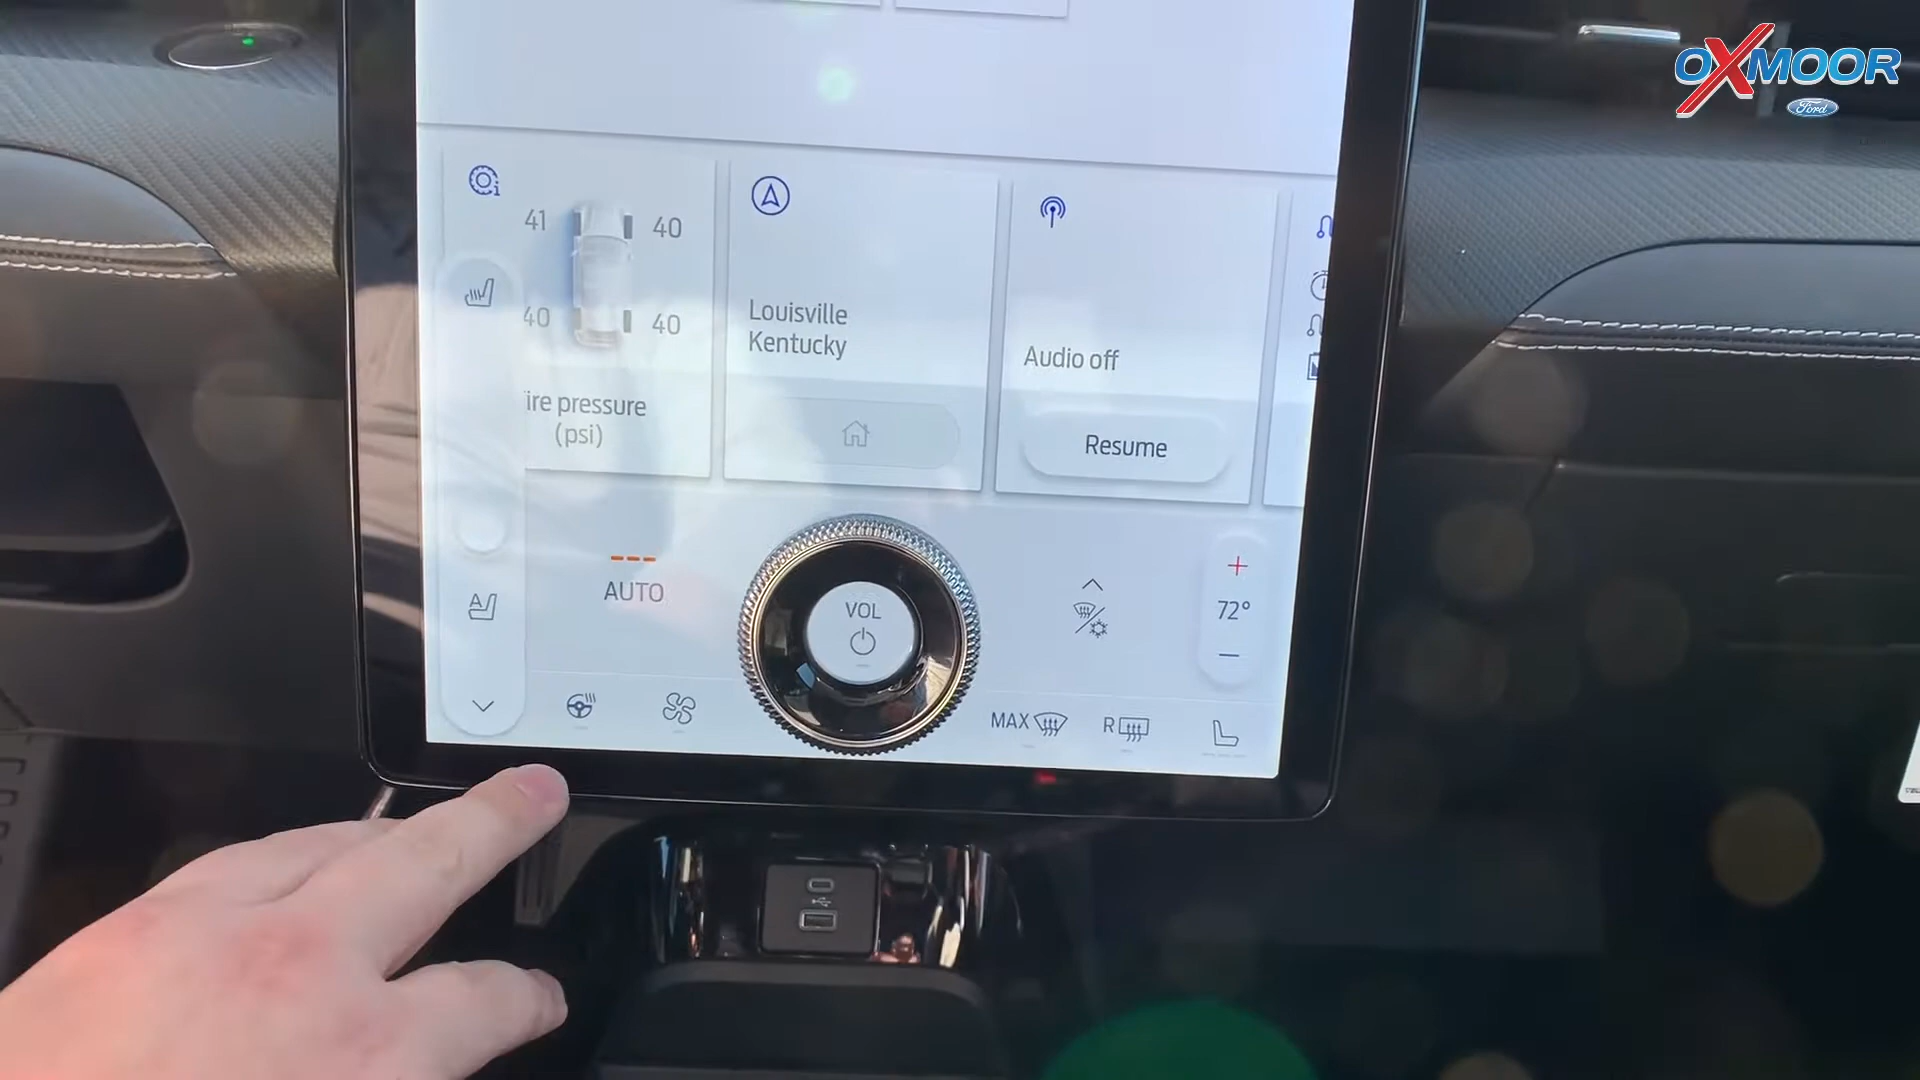 OXMOOR
Ford
41
40
40
40
ire pressure
(psi)
Louisville
Kentucky
Audio off
Resume
AUTO
VOL
72°
A
MAX
R